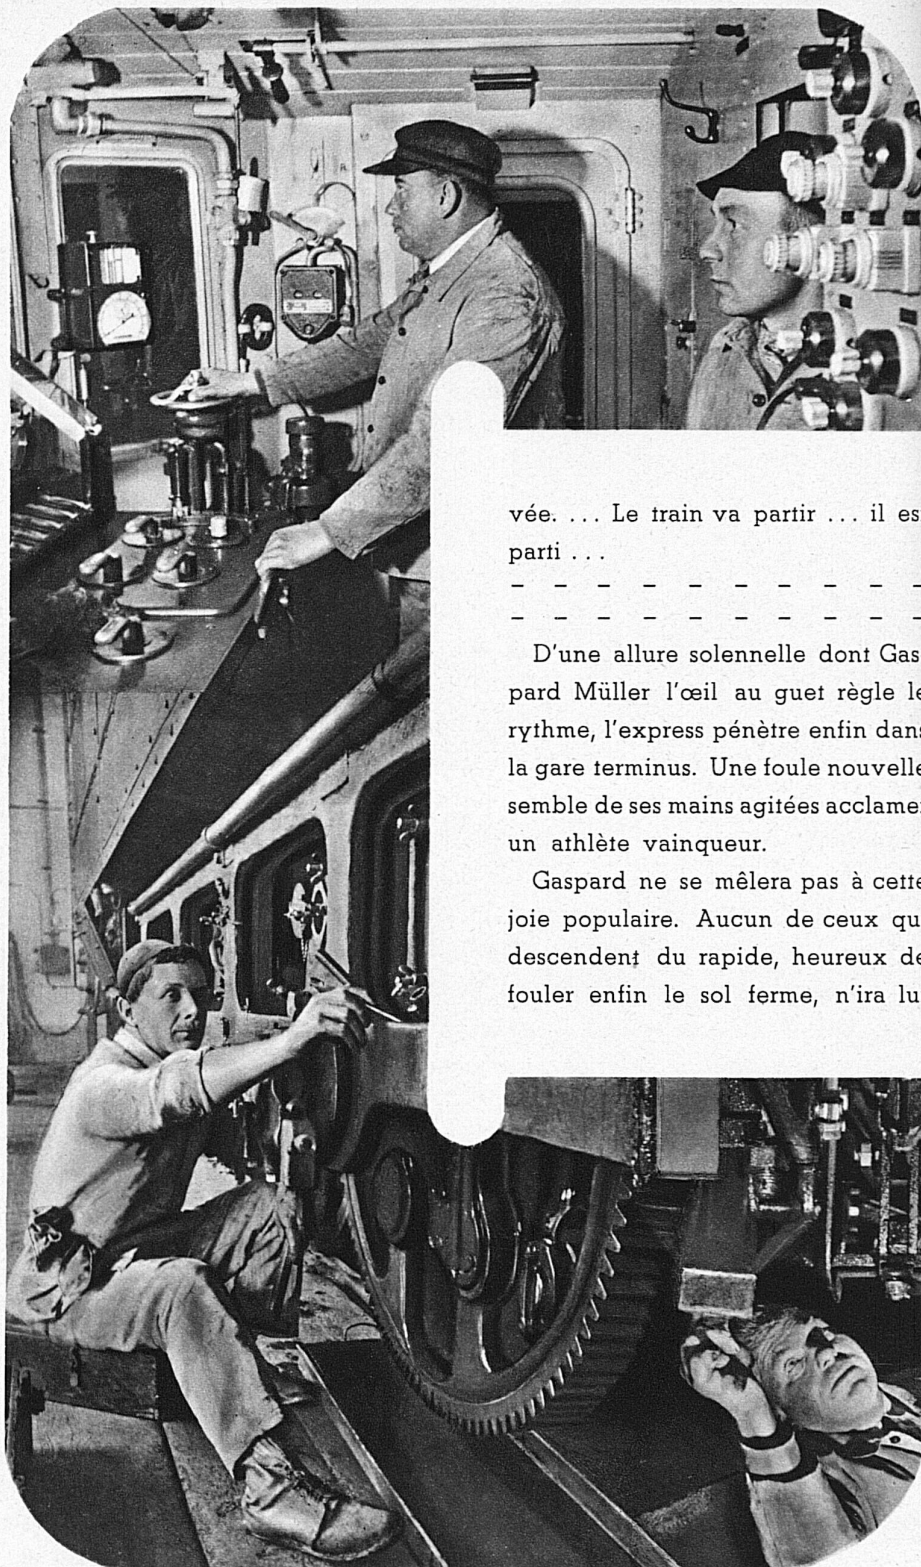 vée. ... Le train va partir ... il es
parti ...
D'une allure solennelle dont Gas
pard Müller l'œil au guet règle le
rythme, l'express pénètre enfin dans
la gare terminus. Une foule nouvelle
semble de ses mains agitées acclamer
un athlète vainqueur.
Gaspard ne se mêlera pas à cette
joie populaire. Aucun de ceux qu
descendent du rapide, heureux de
fouler enfin le sol ferme, n'ira lu